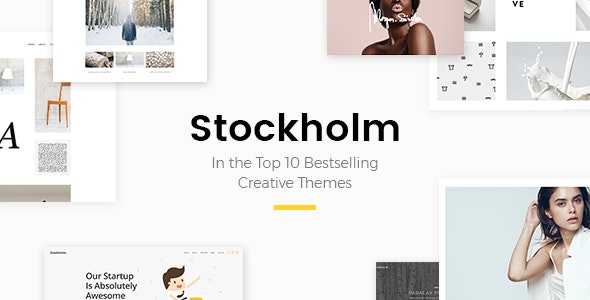 VE
A
Stockholm
In the Top 10 Bestselling
Creative Themes
Stockholm
Our Startup
Is Absolutely
Awesome